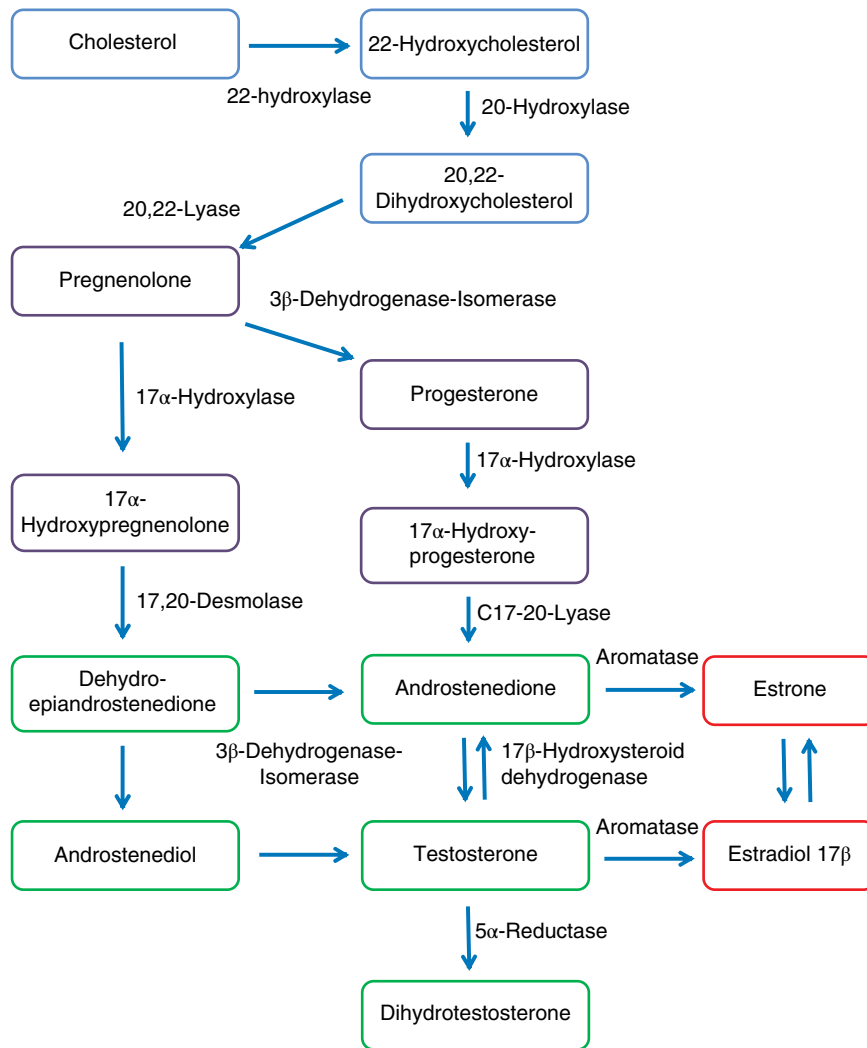 Cholesterol
22-Hydroxycholesterol
22-hydroxylase
20-Hydroxylase
20,22-
Dihydroxycholesterol
20,22-Lyase
Pregnenolone
3β-Dehydrogenase-Isomerase
17α-Hydroxylase
Progesterone
17α-Hydroxylase
17α-
Hydroxypregnenolone
17α-Hydroxy-
progesterone
17,20-Desmolase
C17-20-Lyase
Dehydro-
epiandrostenedione
Androstenedione
Aromatase
Estrone
3β-Dehydrogenase-
Isomerase
17β-Hydroxysteroid
dehydrogenase
Androstenediol
Testosterone
Aromatase
Estradiol 17β
5α-Reductase
Dihydrotestosterone